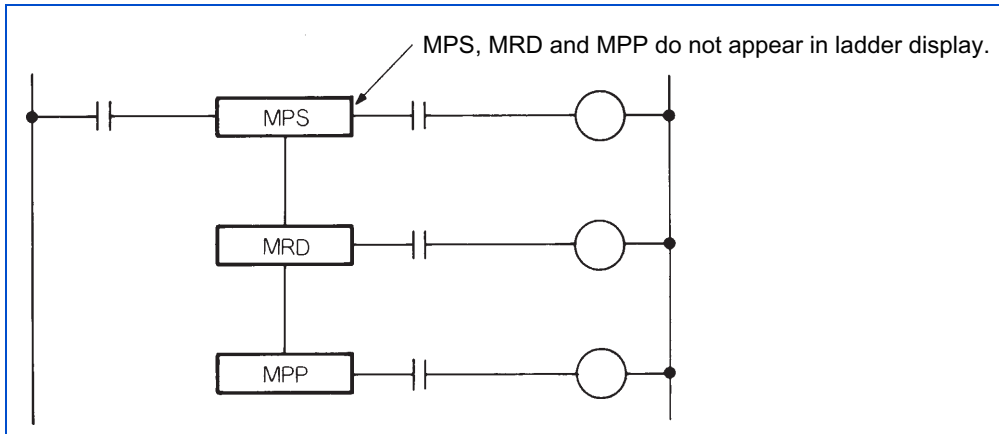 MPS, MRD and MPP do not appear in ladder display.
MPS
MRD
MPP